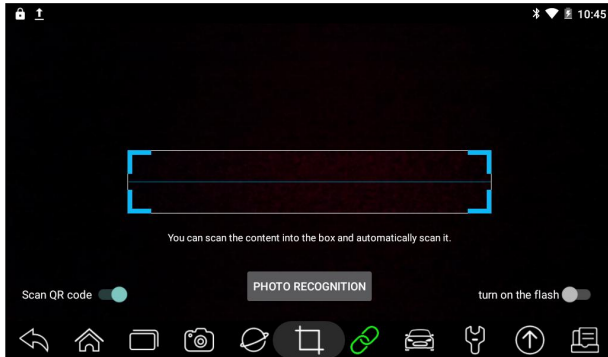 10:45
You can scan the content into the box and automatically scan it.
PHOTO RECOGNITION
Scan QR code
turn on the flash